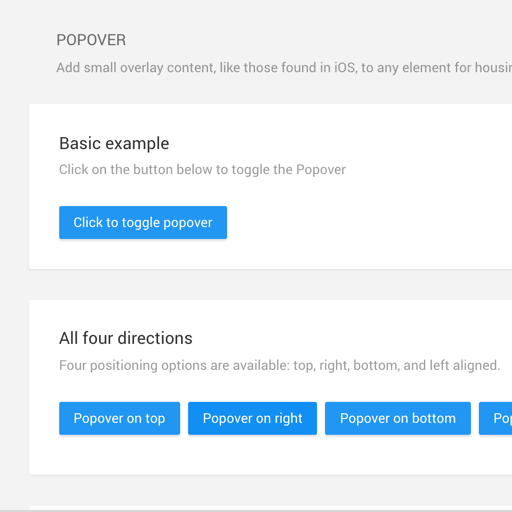 POPOVER
Add small overlay content, like those found in iOS, to any element for
Basic example
Click on the button below to toggle the Popover
Click to toggle popover
All four directions
Four positioning options are available: top, right, bottom, and left aligned.
Popover on top
Popover on right
Popover on bottom